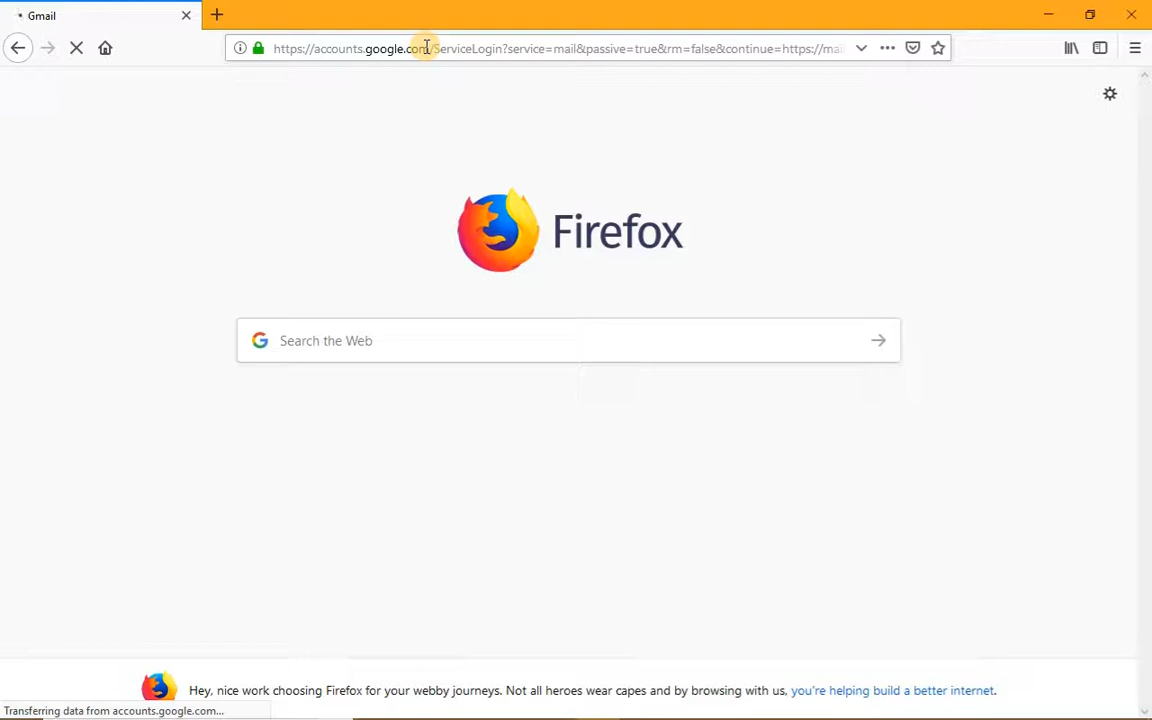 Gmail
https://accounts.google.com/ServiceLogin?service=mail&passive=true&rm=false&continue=https://mai
Firefox
Search the Web
Hey, nice work choosing Firefox for your webby journeys. Not all heroes wear capes and by browsing with us, you're helping build a better internet.
Transferring data from accounts.google.com...